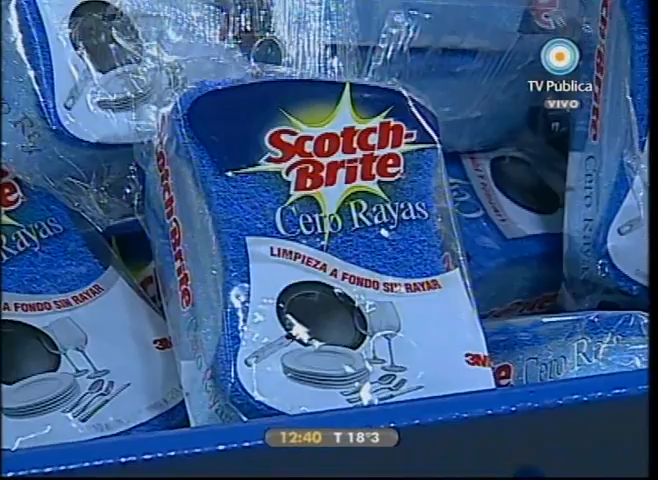 TV Publica
VIVO
SCOTCH-
BRITE
SCOTCH-BRITE
Cero Rayas
LIMPIEZA A FONDO SIN RAYAR
Rayas
A FONDO SIN RAYAR
3M
3M
Cero
12:40 T 18°3